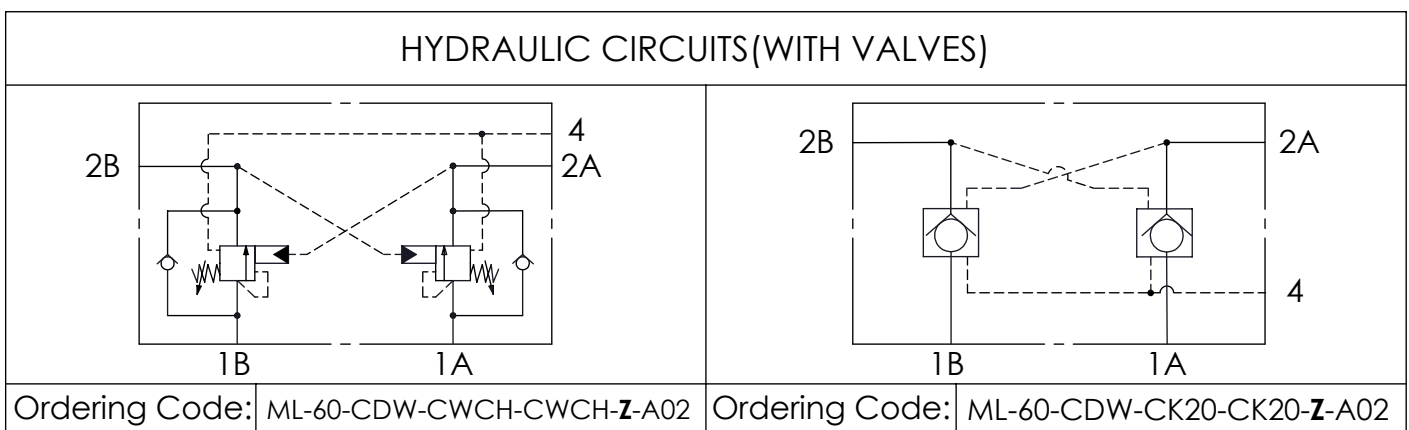 HYDRAULIC CIRCUITS(WITH VALVES)
4
2B
2A
1B
1A
2B
2A
4
1B
1A
Ordering Code: ML-60-CDW-CWCH-CWCH-Z-A02
Ordering Code: ML-60-CDW-CK20-CK20-Z-A02